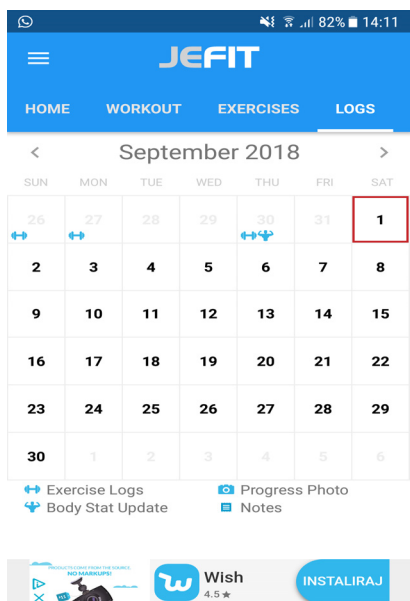 82% 14:11
JEFIT
HOME WORKOUT EXERCISES LOGS
< September 2018 >
SUN MON TUE WED THU FRI SAT
26 27 28 29 30 31 1
2 3 4 5 6 7 8
9 10 11 12 13 14 15
16 17 18 19 20 21 22
23 24 25 26 27 28 29
30 1 2 3 4 5 6
Exercise Logs Progress Photo
Body Stat Update Notes
PRODUCTS COME FROM THE SOURCE.
NO MARKUPS!
Wish
4.5★
INSTALIRAJ